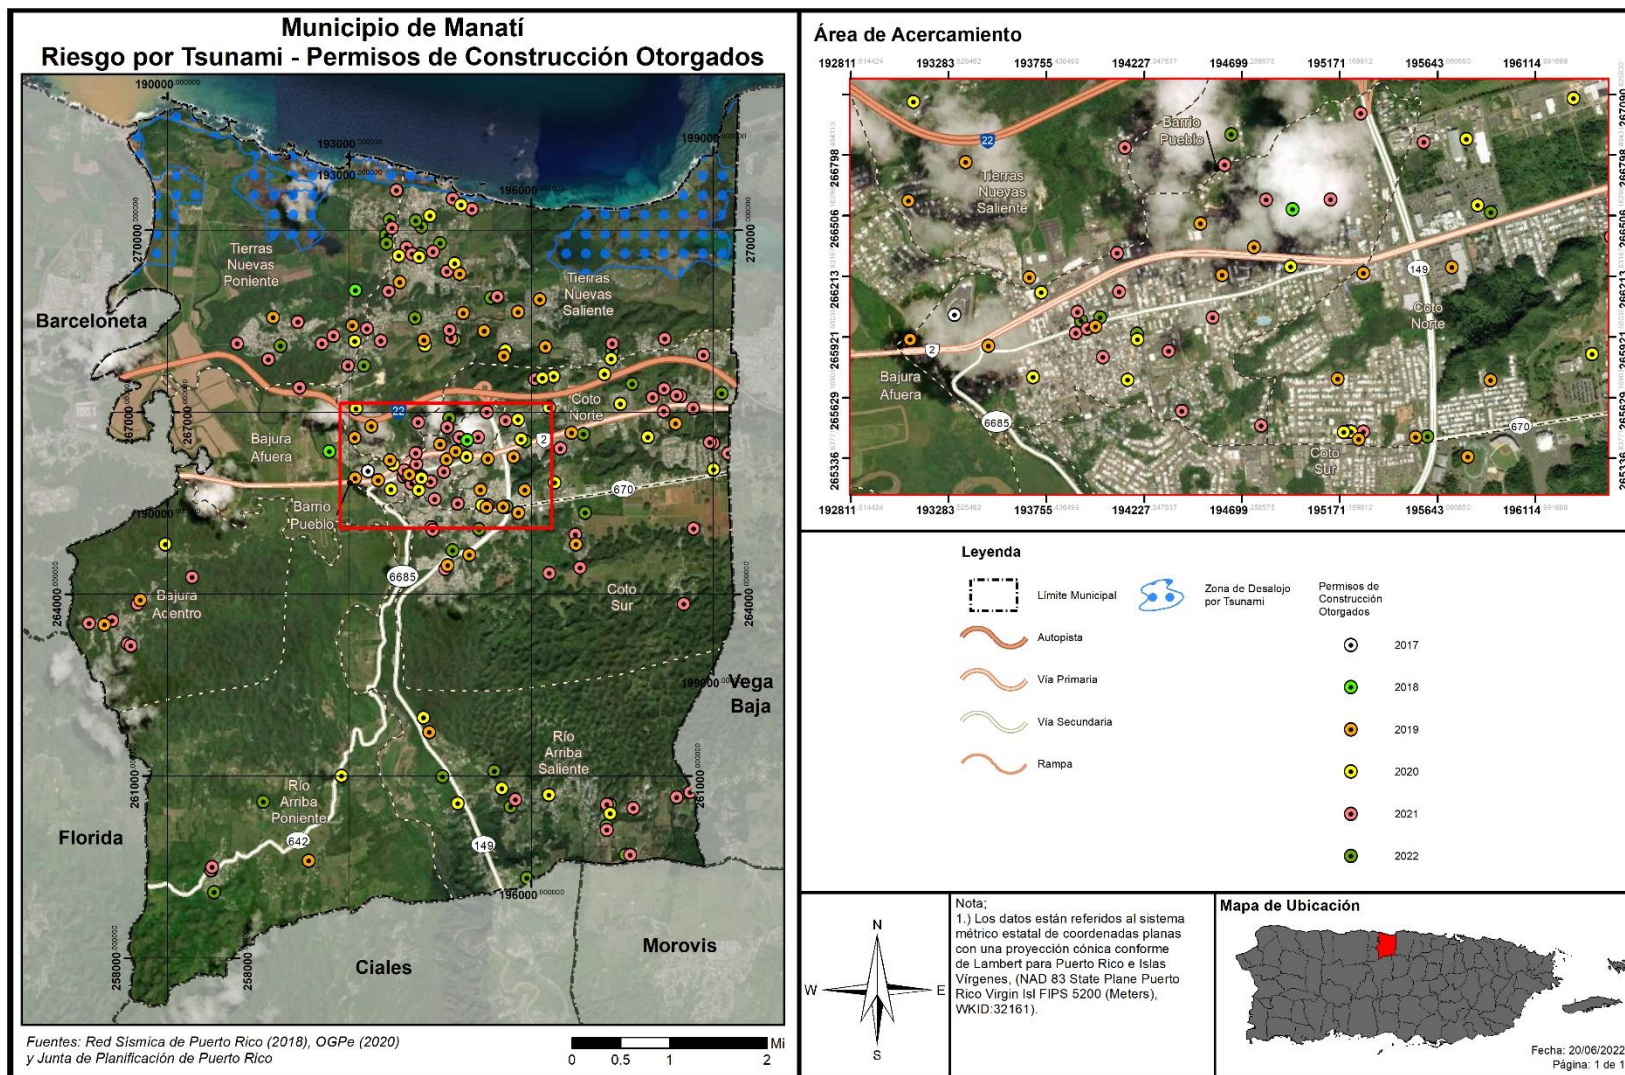 Municipio de Manatí
Riesgo por Tsunami - Permisos de Construcción Otorgados
190000
193000
193000
196000
199000
270000
270000
Tierras
Nuevas
Poniente
Tierras
Nuevas
Saliente
Barceloneta
22
267000
267000
Coto
Norte
2
Bajura
Afuera
670
190000
Barrio
Pueblo
6685
264000
264000
Bajura
Adentro
Coto
Sur
199000
Vega
Baja
Río
Arriba
Saliente
261000
261000
Río
Arriba
Poniente
Florida
642
149
196000
258000
258000
Morovis
Ciales
Fuentes: Red Sísmica de Puerto Rico (2018), OGPe (2020)
y Junta de Planificación de Puerto Rico
Mi
0 0.5 1 2
Área de Acercamiento
192811 193283 193755 194227 194699 195171 195643 196114
267090
266798
266506
266213
265921
265629
265336
267090
266798
266506
266213
265921
265629
265336
Barrio
Pueblo
22
Tierras
Nuevas
Saliente
149
Coto
Norte
2
Bajura
Afuera
6685
670
Coto
Sur
192811 193283 193755 194227 194699 195171 195643 196114
Leyenda
Límite Municipal
Zona de Desalojo
por Tsunami
Permisos de
Construcción
Otorgados
Autopista
Vía Primaria
Vía Secundaria
Rampa
2017
2018
2019
2020
2021
2022
N
W E
S
Nota;
1.) Los datos están referidos al sistema
métrico estatal de coordenadas planas
con una proyección cónica conforme
de Lambert para Puerto Rico e Islas
Vírgenes, (NAD 83 State Plane Puerto
Rico Virgin Isl FIPS 5200 (Meters),
WKID:32161).
Mapa de Ubicación
Fecha: 20/06/2022
Página: 1 de 1